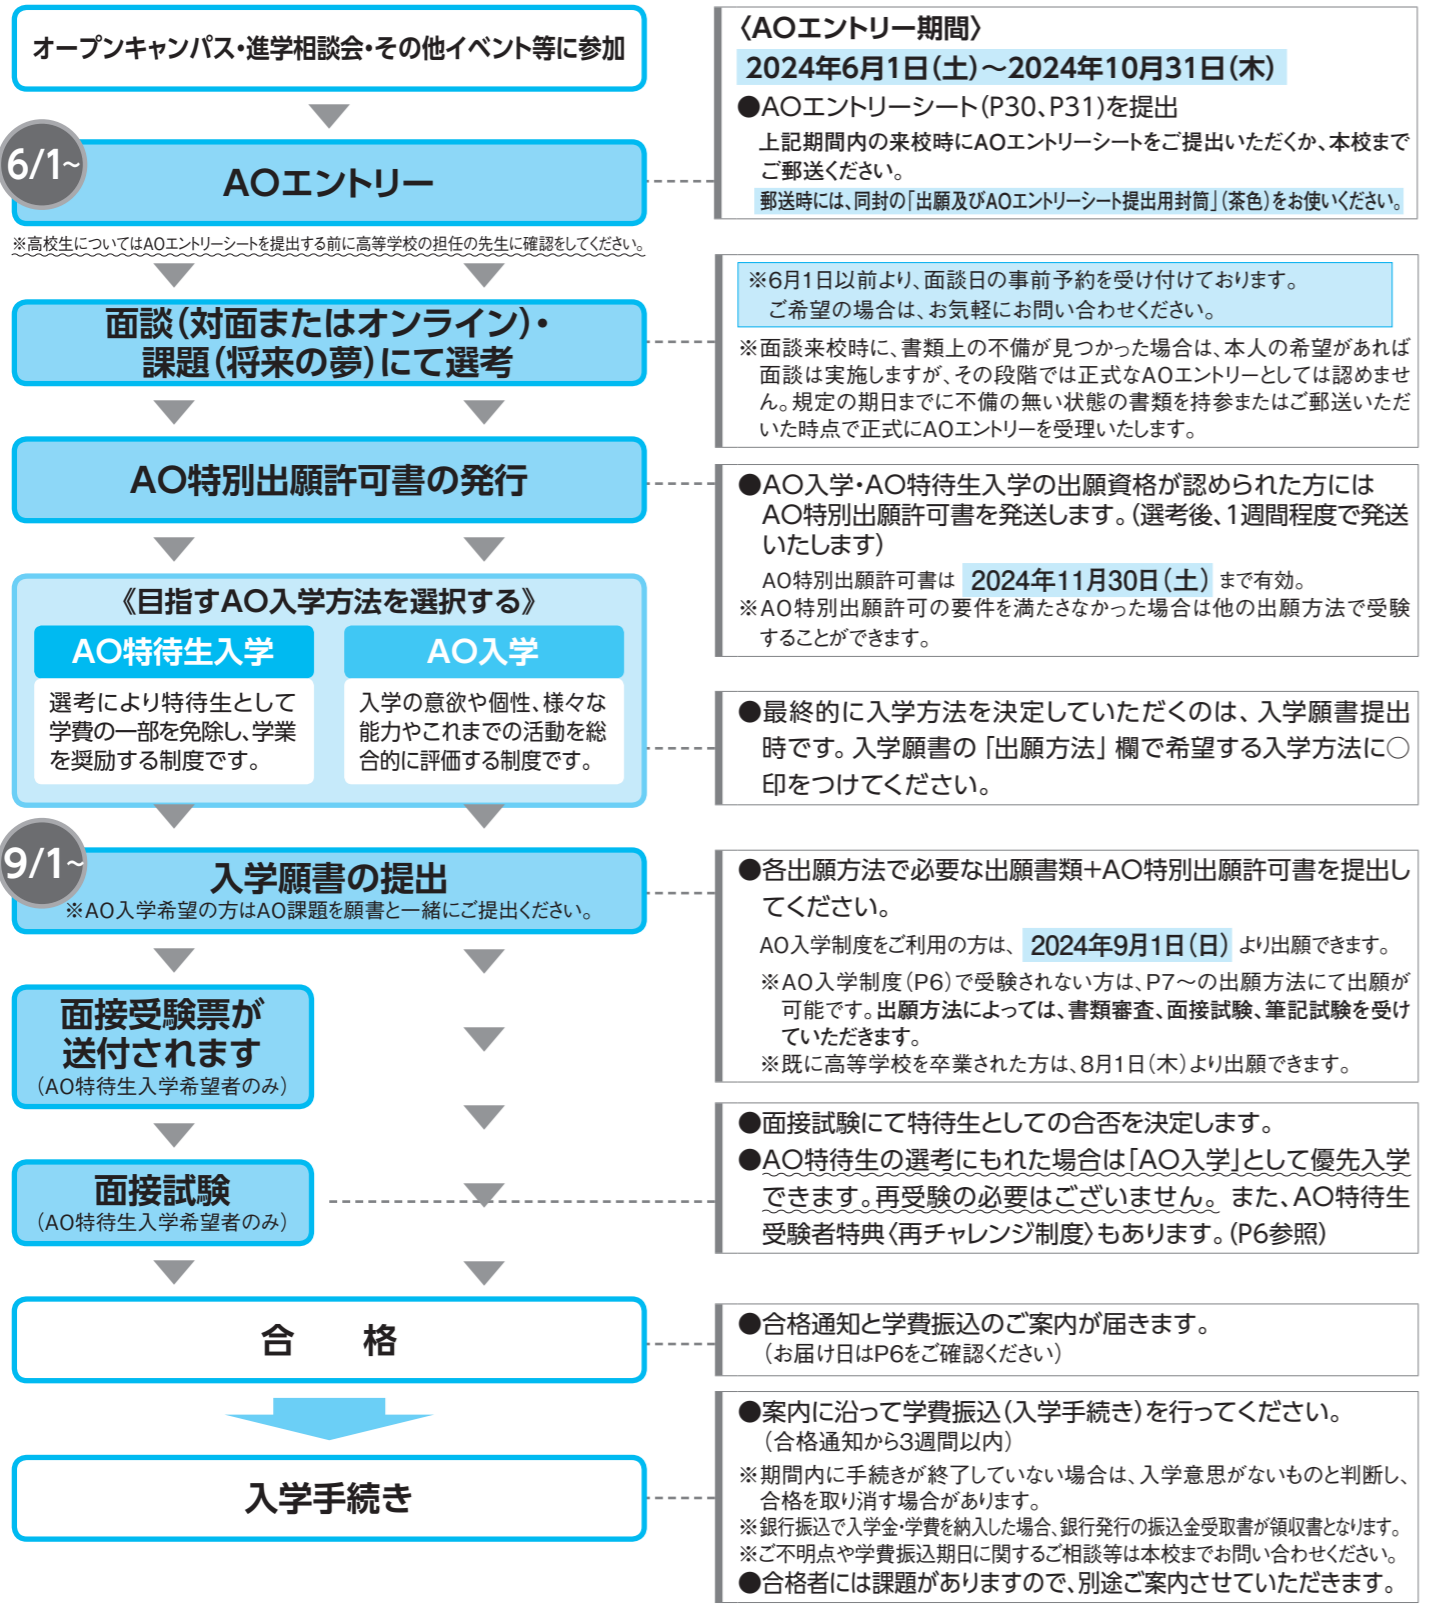 オープンキャンパス・進学相談会・その他イベント等に参加
〈AOエントリー期間〉
2024年6月1日(土)～2024年10月31日(木)
●AOエントリーシート(P30、P31)を提出
上記期間内の来校時にAOエントリーシートをご提出いただくか、本校まで
ご郵送ください。
郵送時には、同封の「出願及びAOエントリーシート提出用封筒」(茶色)をお使いください。
6/1~
AOエントリー
※高校生についてはAOエントリーシートを提出する前に高等学校の担任の先生に確認をしてください。
面談(対面またはオンライン)・
課題(将来の夢)にて選考
※6月1日以前より、面談日の事前予約を受け付けております。
ご希望の場合は、お気軽にお問い合わせください。
※面談来校時に、書類上の不備が見つかった場合は、本人の希望があれば
面談は実施しますが、その段階では正式なAOエントリーとしては認めませ
ん。規定の期日までに不備の無い状態の書類を持参またはご郵送いただ
いた時点で正式にAOエントリーを受理いたします。
AO特別出願許可書の発行
●AO入学・AO特待生入学の出願資格が認められた方には
AO特別出願許可書を発送します。(選考後、1週間程度で発送
いたします)
AO特別出願許可書は 2024年11月30日(土) まで有効。
※AO特別出願許可の要件を満たさなかった場合は他の出願方法で受験
することができます。
《目指すAO入学方法を選択する》
AO特待生入学
選考により特待生として
学費の一部を免除し、学業
を奨励する制度です。
AO入学
入学の意欲や個性、様々な
能力やこれまでの活動を総
合的に評価する制度です。
●最終的に入学方法を決定していただくのは、入学願書提出
時です。入学願書の「出願方法」欄で希望する入学方法に○
印をつけてください。
9/1~
入学願書の提出
※AO入学希望の方はAO課題を願書と一緒にご提出ください。
●各出願方法で必要な出願書類+AO特別出願許可書を提出し
てください。
AO入学制度をご利用の方は、 2024年9月1日(日) より出願できます。
※AO入学制度(P6)で受験されない方は、P7～の出願方法にて出願が
可能です。出願方法によっては、書類審査、面接試験、筆記試験を受け
ていただきます。
※既に高等学校を卒業された方は、8月1日(木)より出願できます。
面接受験票が
送付されます
(AO特待生入学希望者のみ)
面接試験
(AO特待生入学希望者のみ)
●面接試験にて特待生としての合否を決定します。
●AO特待生の選考にもれた場合は「AO入学」として優先入学
できます。再受験の必要はございません。また、AO特待生
受験者特典〈再チャレンジ制度〉もあります。(P6参照)
合　格
●合格通知と学費振込のご案内が届きます。
(お届け日はP6をご確認ください)
入学手続き
●案内に沿って学費振込(入学手続き)を行ってください。
(合格通知から3週間以内)
※期間内に手続きが終了していない場合は、入学意思がないものと判断し、
合格を取り消す場合があります。
※銀行振込で入学金・学費を納入した場合、銀行発行の振込金受取書が領収書となります。
※ご不明点や学費振込期日に関するご相談等は本校までお問い合わせください。
●合格者には課題がありますので、別途ご案内させていただきます。